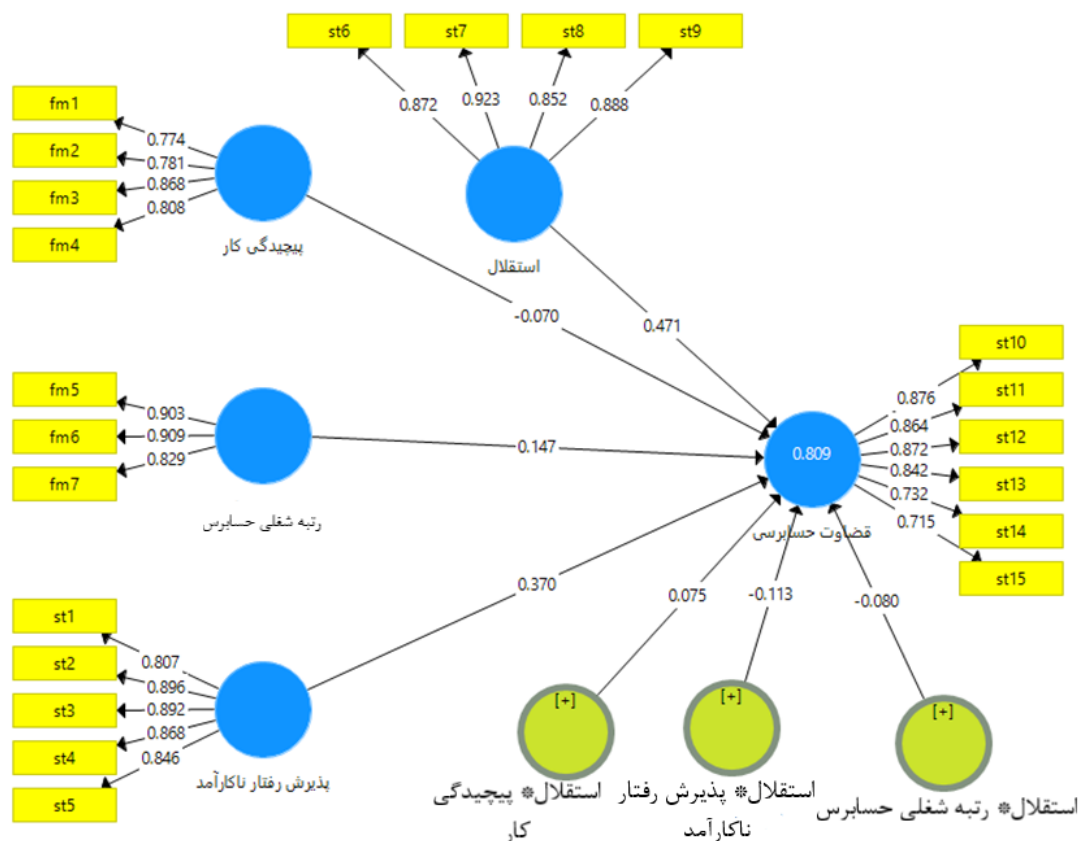 st6
st7
st8
st9
0.872
0.923
0.852
0.888
استقلال
fm1
fm2
fm3
fm4
0.774
0.781
0.868
0.808
پیچیدگی کار
-0.070
0.471
fm5
fm6
fm7
0.903
0.909
0.829
رتبه شغلی حسابرس
0.147
st10
st11
st12
st13
st14
st15
0.876
0.864
0.872
0.842
0.732
0.715
0.809
قضاوت حسابرسی
st1
st2
st3
st4
st5
0.807
0.896
0.892
0.868
0.846
پذیرش رفتار ناکارآمد
0.370
0.075
-0.113
-0.080
[+]
استقلال* پیچیدگی
کار
[+]
استقلال* پذیرش رفتار
ناکارآمد
[+]
استقلال* رتبه شغلی حسابرس